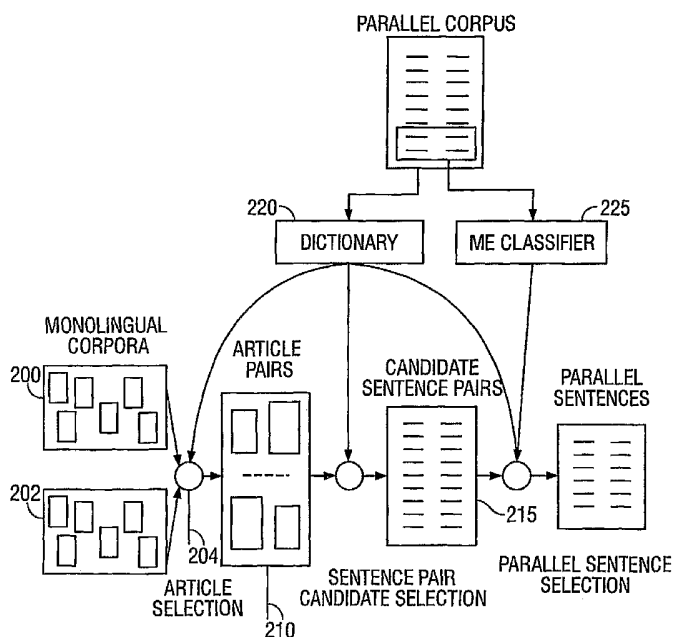 PARALLEL CORPUS
220
225
DICTIONARY
ME CLASSIFIER
MONOLINGUAL
CORPORA
200
ARTICLE
PAIRS
CANDIDATE
SENTENCE PAIRS
PARALLEL
SENTENCES
202
204
215
ARTICLE
SELECTION
210
SENTENCE PAIR
CANDIDATE SELECTION
PARALLEL SENTENCE
SELECTION